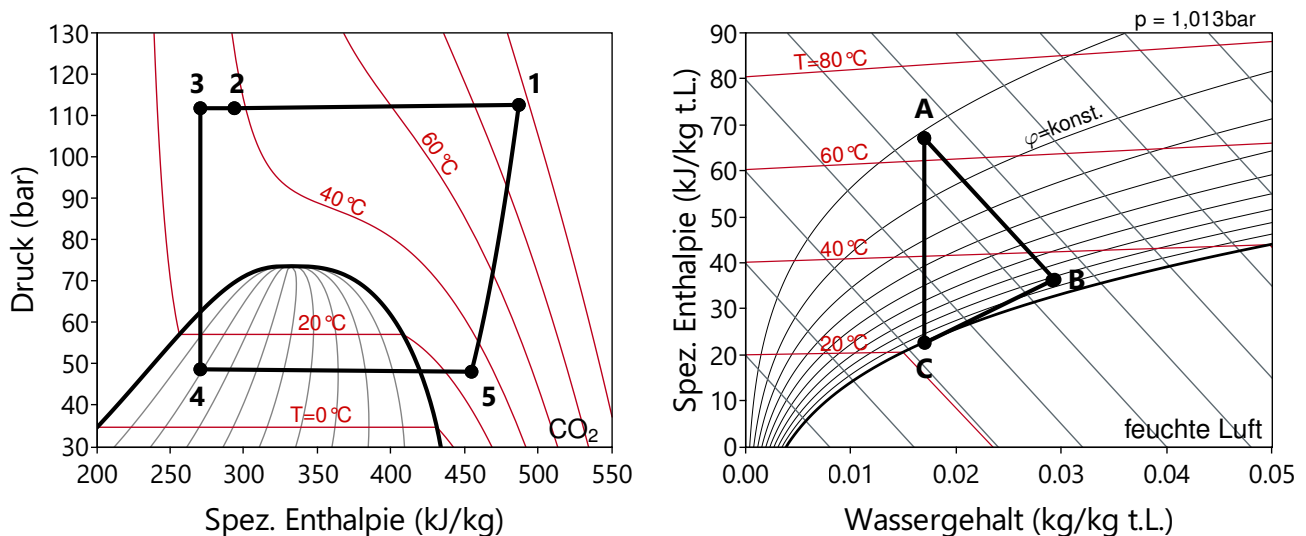 130
120
110
100
90
80
70
60
50
40
30
Druck (bar)
200
250
300
350
400
450
500
550
Spez. Enthalpie (kJ/kg)
3
2
1
4
5
60°C
40°C
20°C
T=0°C
CO₂
p = 1,013bar
90
80
70
60
50
40
30
20
10
0
Spez. Enthalpie (kJ/kg t.L.)
0.00
0.01
0.02
0.03
0.04
0.05
Wassergehalt (kg/kg t.L.)
T=80°C
A
φ=konst.
60°C
40°C
B
20°C
C
feuchte Luft